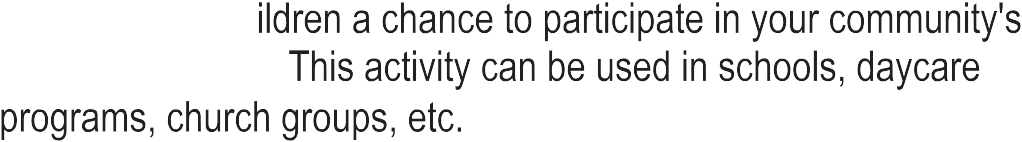 ildren a chance to participate in your community's
This activity can be used in schools, daycare
programs, church groups, etc.